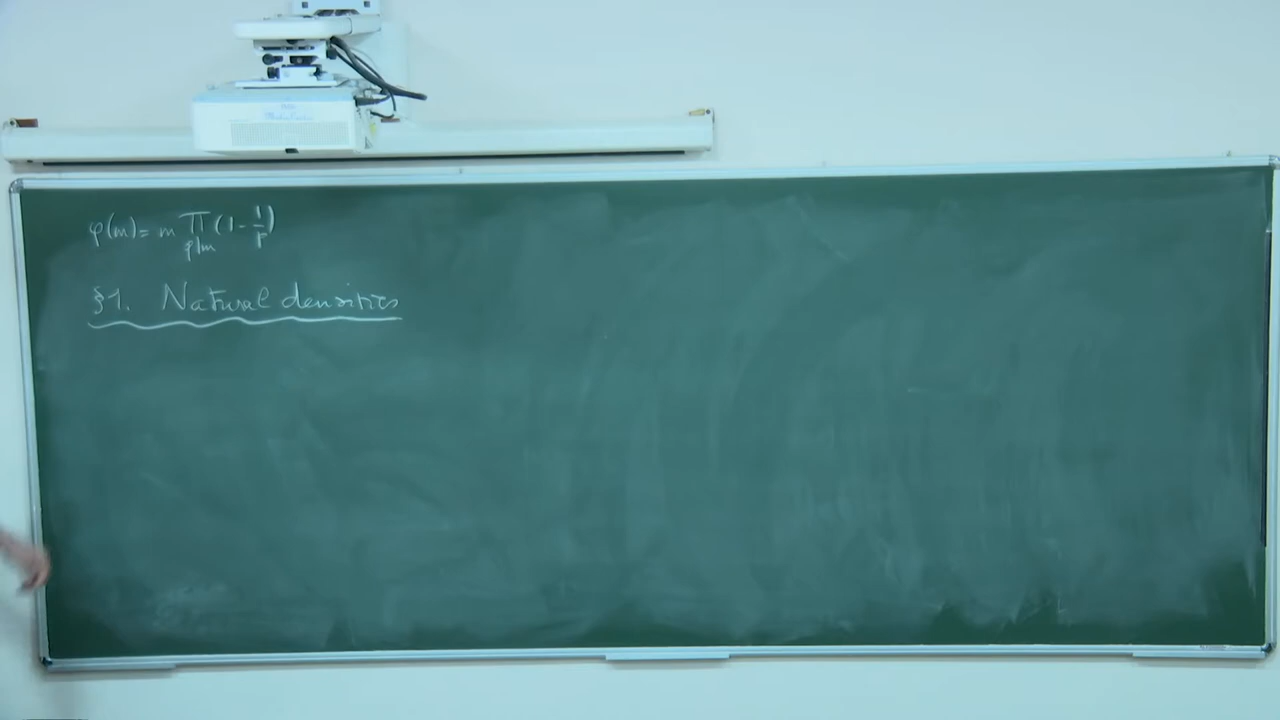 φ(m) = m ∏ (1 - 1/p)
p|m
§1. Natural densities